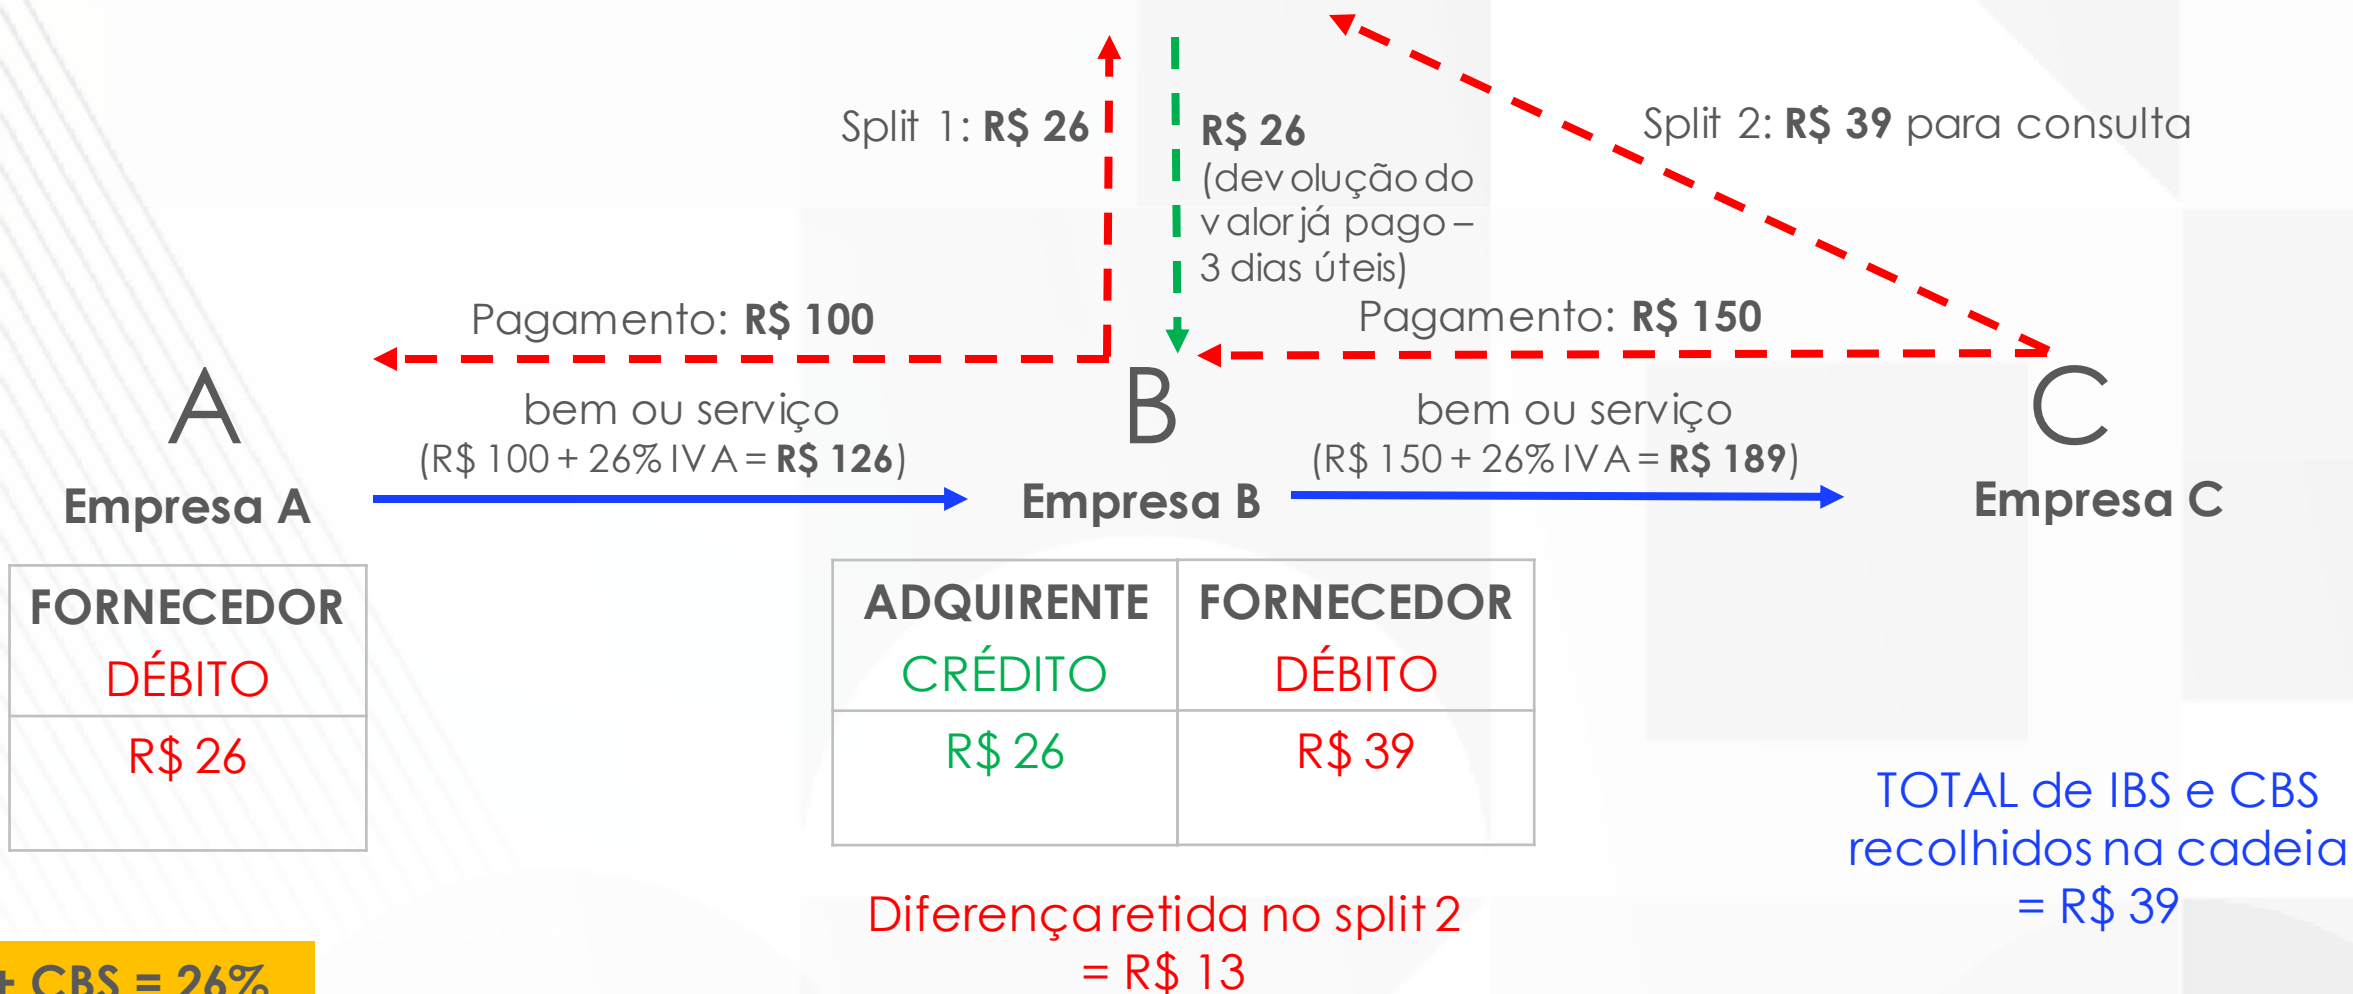 Split 1: R$ 26
R$ 26
(devolução do
valor já pago –
3 dias úteis)
Split 2: R$ 39 para consulta
Pagamento: R$ 100
Pagamento: R$ 150
A
bem ou serviço
(R$ 100 + 26% IVA = R$ 126)
Empresa A
B
bem ou serviço
(R$ 150 + 26% IVA = R$ 189)
Empresa B
C
Empresa C
FORNECEDOR
DÉBITO
R$ 26
ADQUIRENTE
CRÉDITO
R$ 26
FORNECEDOR
DÉBITO
R$ 39
Diferença retida no split 2
= R$ 13
TOTAL de IBS e CBS
recolhidos na cadeia
= R$ 39
+ CBS = 26%